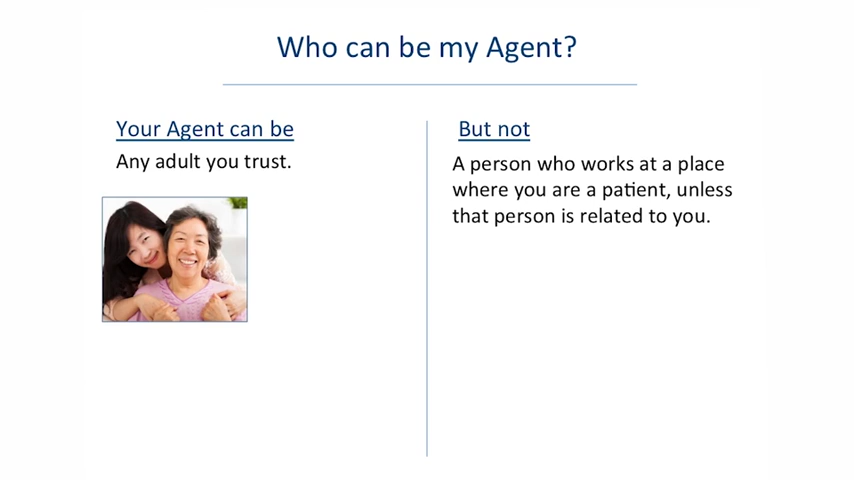 Who can be my Agent?
Your Agent can be
Any adult you trust.
But not
A person who works at a place
where you are a patient, unless
that person is related to you.